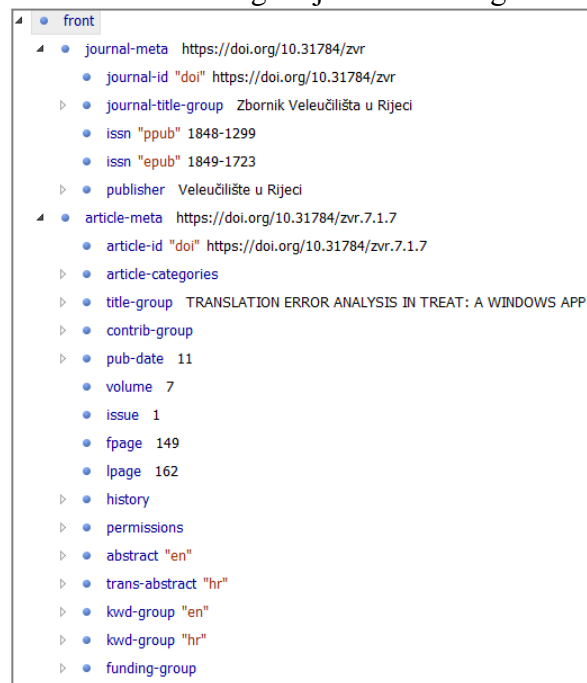 front
journal-meta https://doi.org/10.31784/zvr
journal-id "doi" https://doi.org/10.31784/zvr
journal-title-group Zbornik Veleučilišta u Rijeci
issn "ppub" 1848-1299
issn "epub" 1849-1723
publisher Veleučilište u Rijeci
article-meta https://doi.org/10.31784/zvr.7.1.7
article-id "doi" https://doi.org/10.31784/zvr.7.1.7
article-categories
title-group TRANSLATION ERROR ANALYSIS IN TREAT: A WINDOWS APP
contrib-group
pub-date 11
volume 7
issue 1
fpage 149
lpage 162
history
permissions
abstract "en"
trans-abstract "hr"
kwd-group "en"
kwd-group "hr"
funding-group